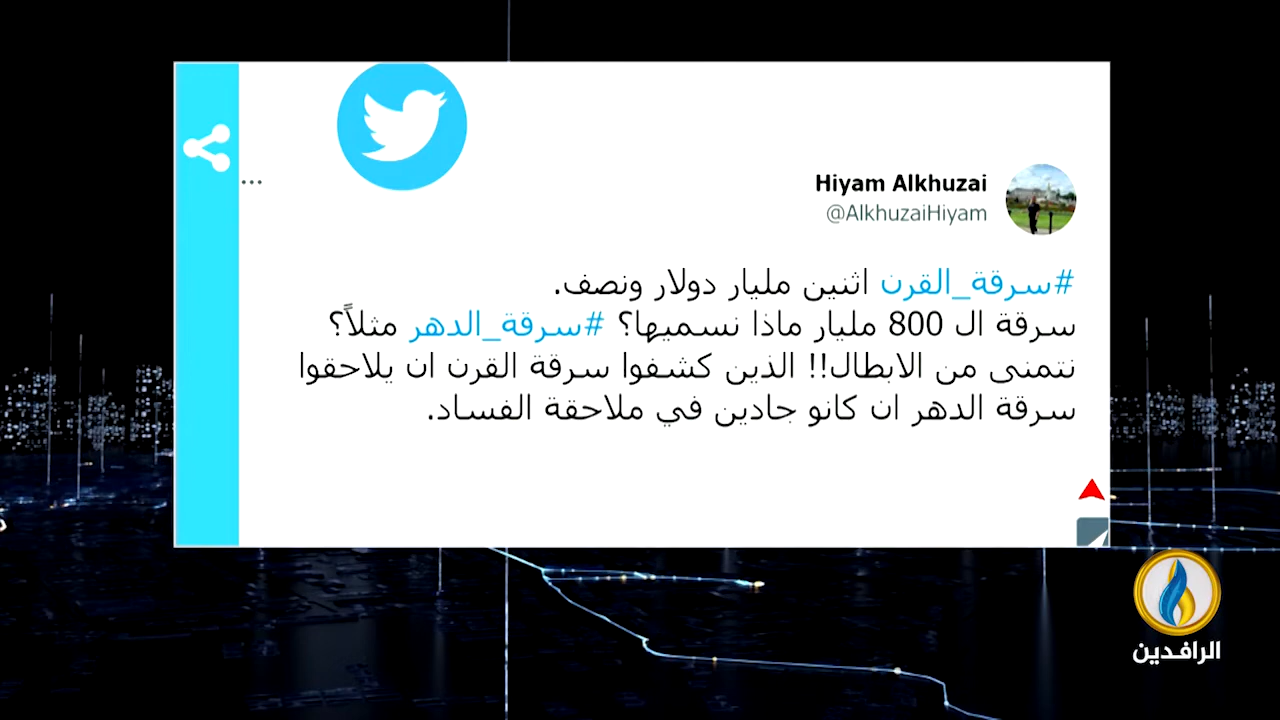 ...
Hiyam Alkhuzai
@AlkhuzaiHiyam
#سرقة_القرن اثنين مليار دولار ونصف.
سرقة ال 800 مليار ماذا نسميها؟ #سرقة_الدهر مثلاً؟
نتمنى من الابطال!! الذين كشفوا سرقة القرن ان يلاحقوا
سرقة الدهر ان كانو جادين في ملاحقة الفساد.
الرافدين